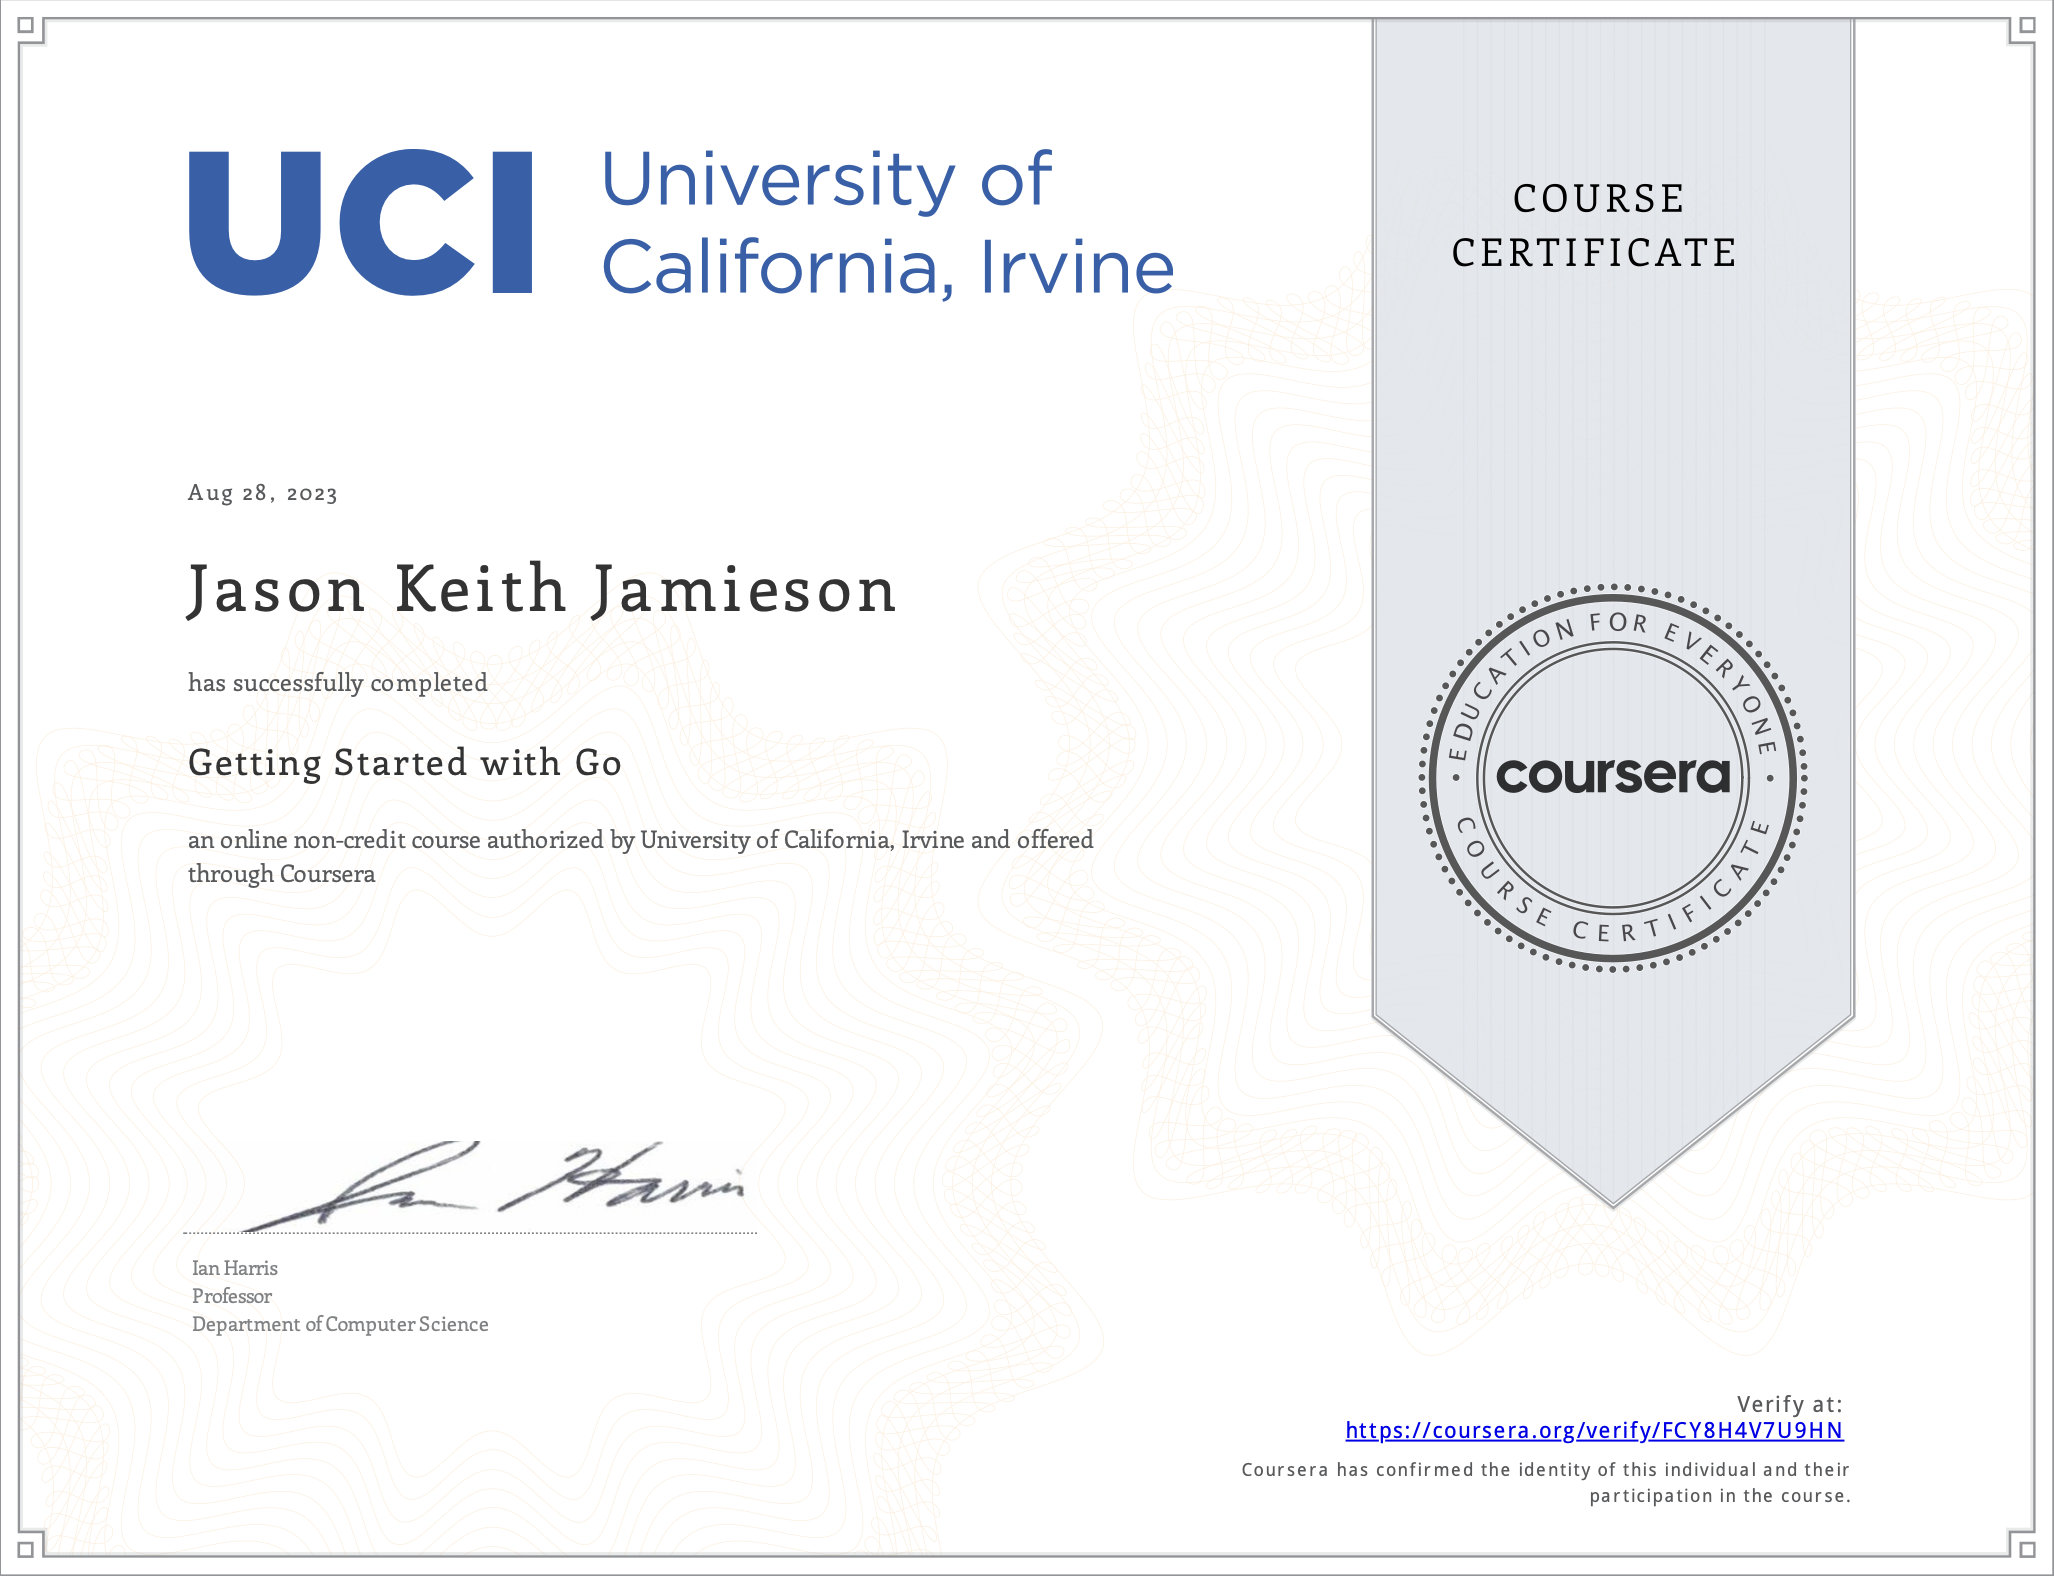 UCI University of
California, Irvine
COURSE
CERTIFICATE
Aug 28, 2023
Jason Keith Jamieson
has successfully completed
Getting Started with Go
an online non-credit course authorized by University of California, Irvine and offered
through Coursera
EDUCATION FOR EVERYONE
coursera
COURSE CERTIFICATE
Ian Harris
Ian Harris
Professor
Department of Computer Science
Verify at:
https://coursera.org/verify/FCY8H4V7U9HN
Coursera has confirmed the identity of this individual and their
participation in the course.